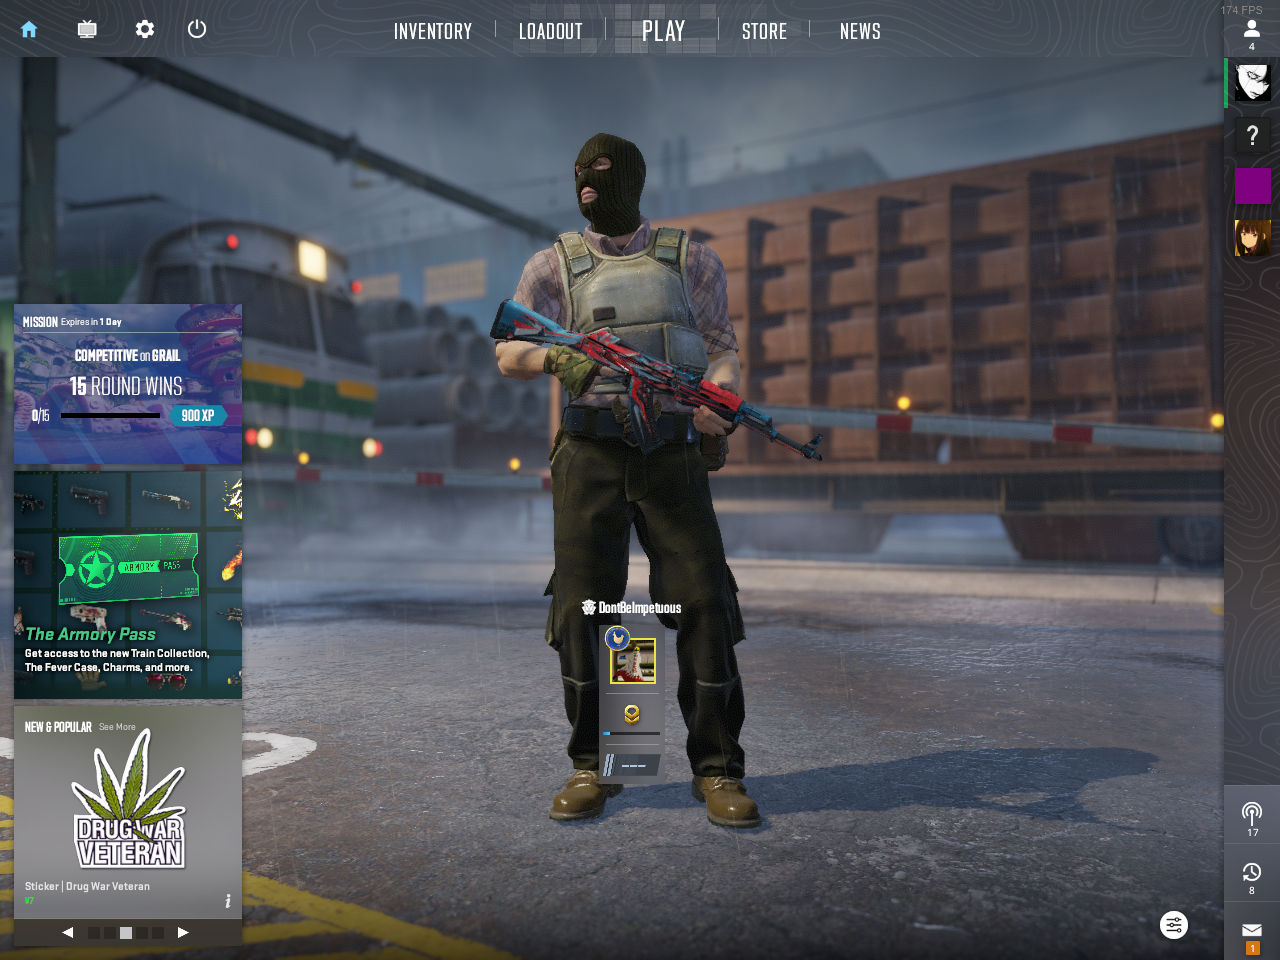 174 FPS
INVENTORY
LOADOUT
PLAY
STORE
NEWS
4
?
MISSION Expires in 1 Day
COMPETITIVE on GRAIL
15 ROUND WINS
0/15
900 XP
ARMORY PASS
The Armory Pass
Get access to the new Train Collection,
The Fever Case, Charms, and more.
NEW & POPULAR See More
DRUG WAR
VETERAN
Sticker | Drug War Veteran
DontBeImpetuous
---
17
8
1